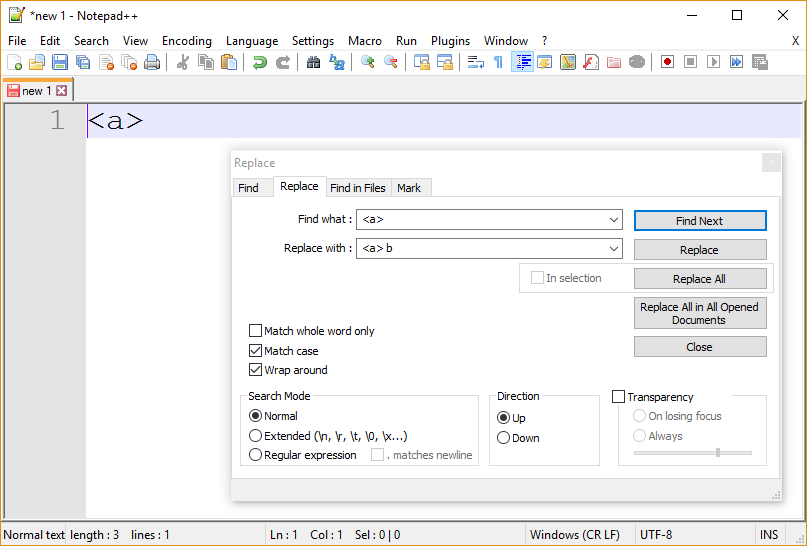 *new 1 - Notepad++
File Edit Search View Encoding Language Settings Macro Run Plugins Window ? X
new 1
1 <a>
Replace
Find Replace Find in Files Mark
Find what : <a> Find Next
Replace with : <a> b Replace
In selection Replace All
Replace All in All Opened
Documents
Match whole word only
Close
Match case
Wrap around
Search Mode Direction Transparency
Normal Up On losing focus
Extended (\n, \r, \t, \0, \x...) Down Always
Regular expression . matches newline
Normal text length : 3 lines : 1 Ln : 1 Col : 1 Sel : 0 | 0 Windows (CR LF) UTF-8 INS